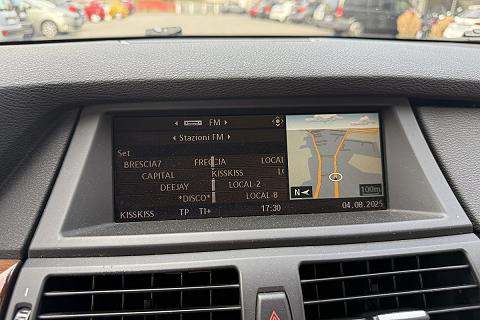 FM
Stazioni FM
Set
BRESCIA7 FRECCIA LOCAL
CAPITAL KISSKISS LO
DEEJAY LOCAL-2
*DISCO* LOCAL-8
N 100m
KISSKISS TP TI+ 17:30 04.08.2025